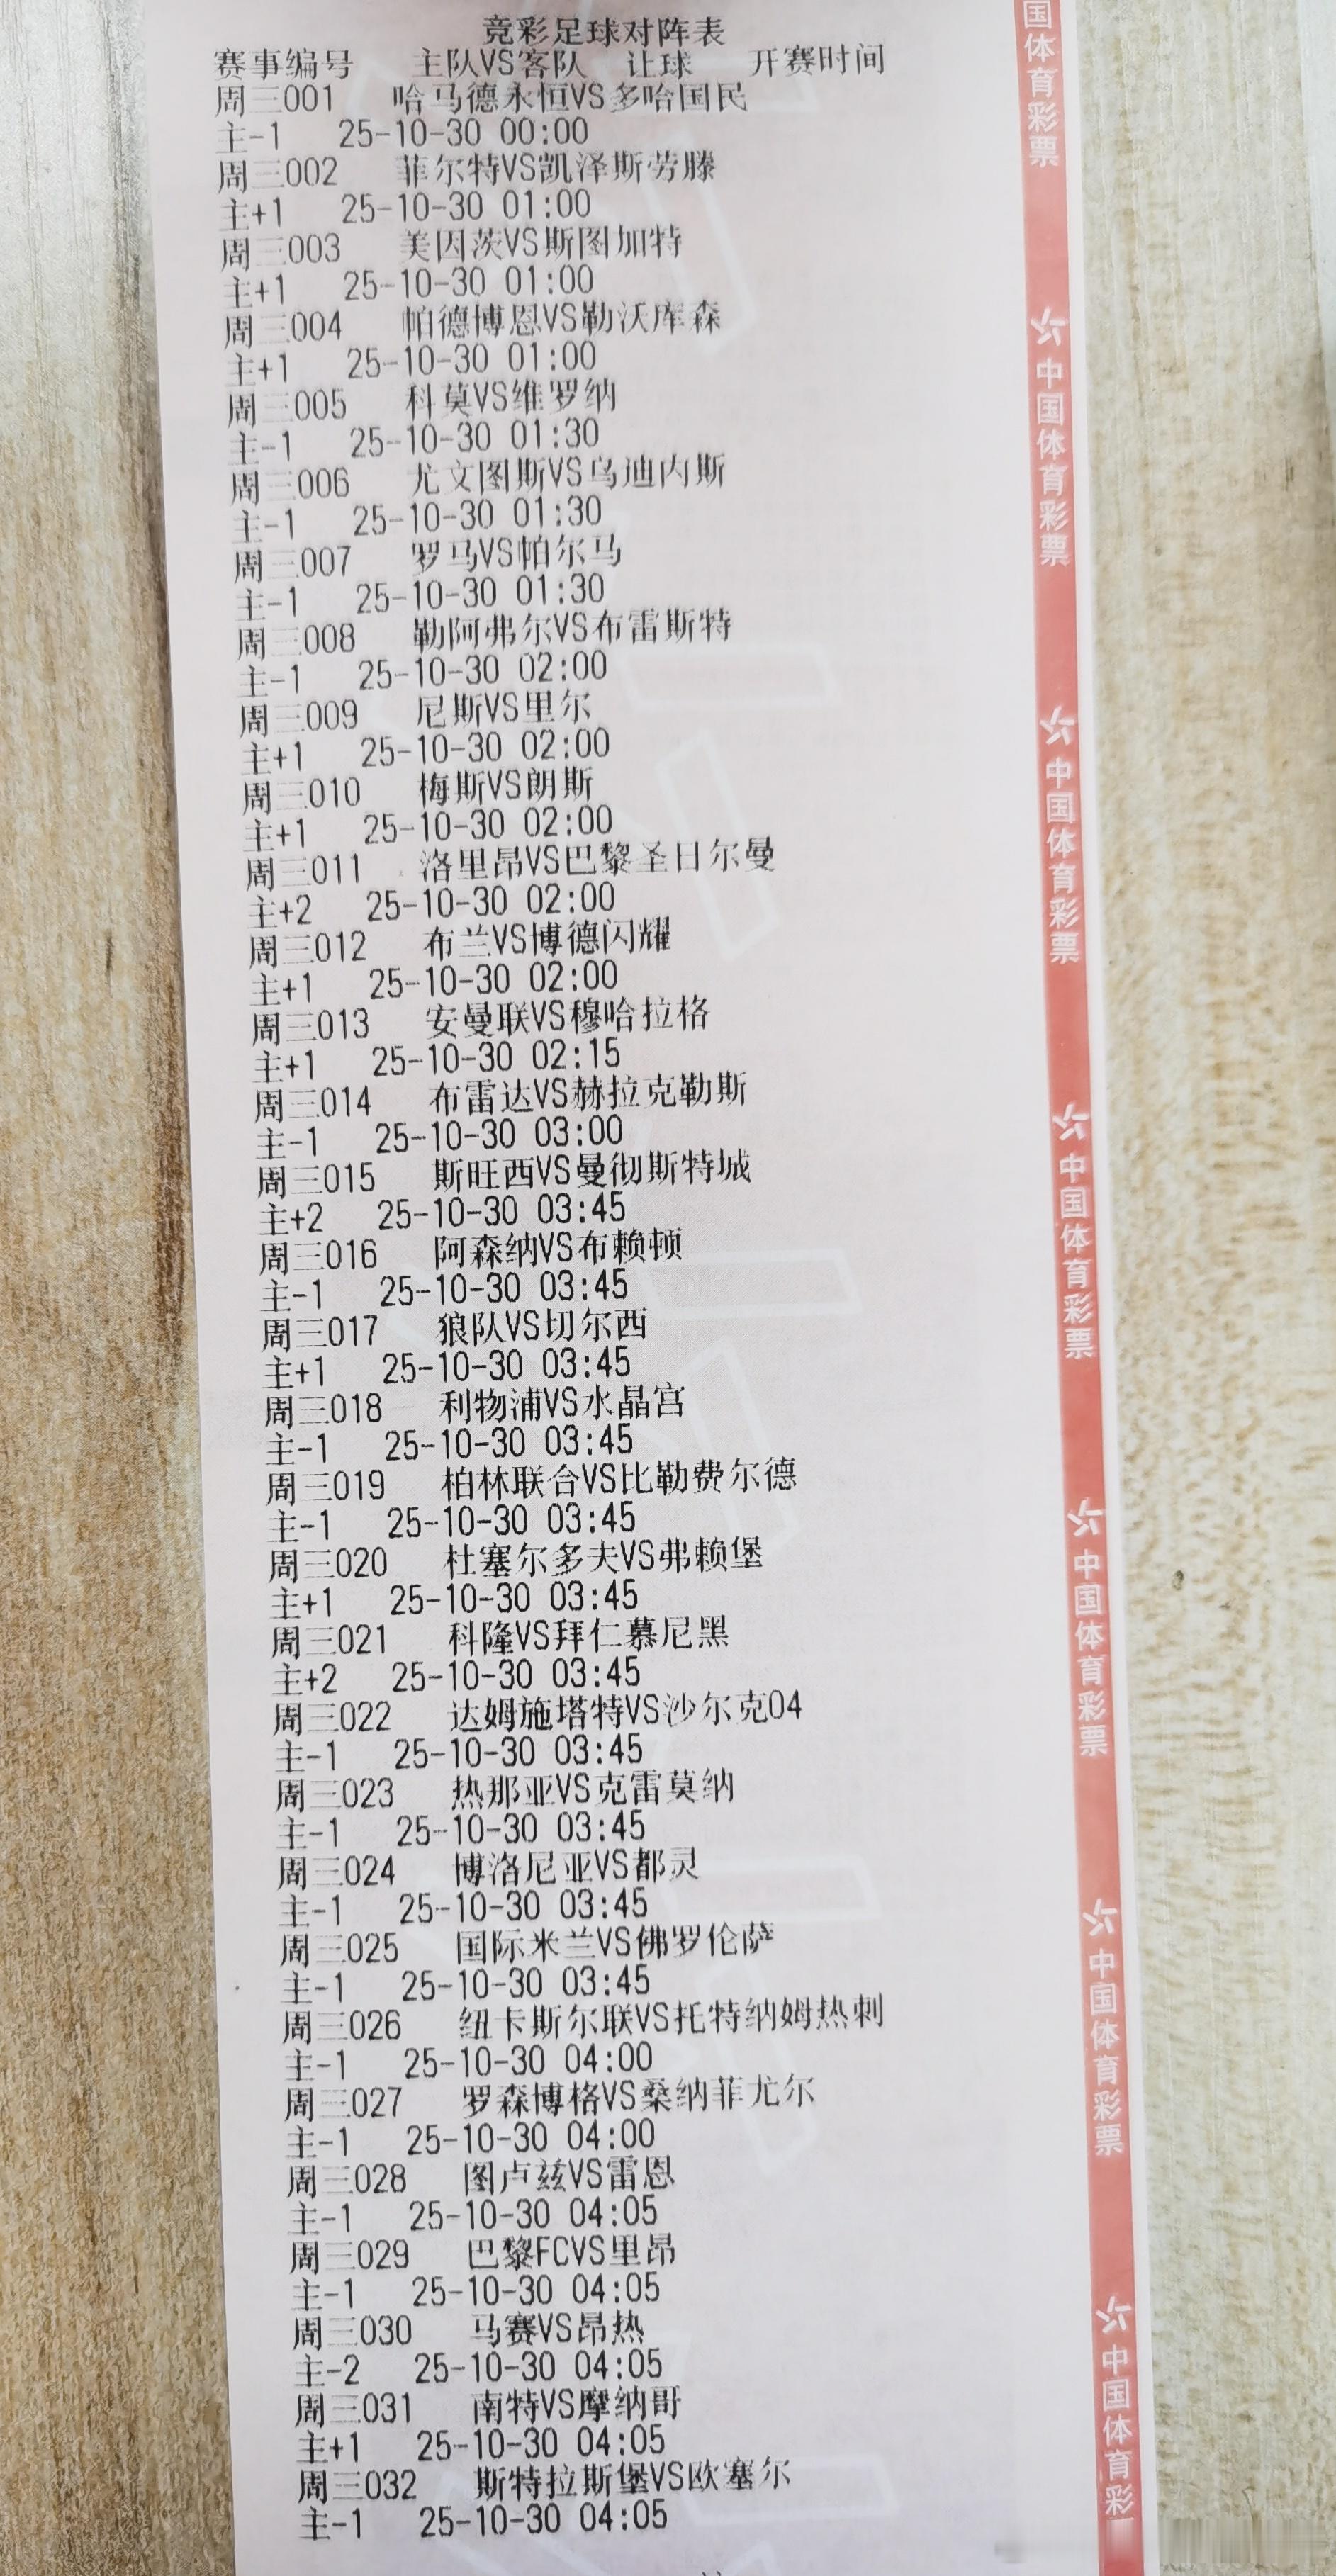 竞彩足球对阵表
赛事编号 主队VS客队 让球 开赛时间
周三001 哈马德永恒VS多哈国民
主-1 25-10-30 00:00
周三002 菲尔特VS凯泽斯劳滕
主+1 25-10-30 01:00
周三003 美因茨VS斯图加特
主+1 25-10-30 01:00
周三004 帕德博恩VS勒沃库森
主+1 25-10-30 01:00
周三005 科莫VS维罗纳
主-1 25-10-30 01:30
周三006 尤文图斯VS乌迪内斯
主-1 25-10-30 01:30
周三007 罗马VS帕尔马
主-1 25-10-30 01:30
周三008 勒阿弗尔VS布雷斯特
主-1 25-10-30 02:00
周三009 尼斯VS里尔
主+1 25-10-30 02:00
周三010 梅斯VS朗斯
主+1 25-10-30 02:00
周三011 洛里昂VS巴黎圣日尔曼
主+2 25-10-30 02:00
周三012 布兰VS博德闪耀
主+1 25-10-30 02:00
周三013 安曼联VS穆哈拉格
主+1 25-10-30 02:15
周三014 布雷达VS赫拉克勒斯
主-1 25-10-30 03:00
周三015 斯旺西VS曼彻斯特城
主+2 25-10-30 03:45
周三016 阿森纳VS布赖顿
主-1 25-10-30 03:45
周三017 狼队VS切尔西
主+1 25-10-30 03:45
周三018 利物浦VS水晶宫
主-1 25-10-30 03:45
周三019 柏林联合VS比勒费尔德
主-1 25-10-30 03:45
周三020 杜塞尔多夫VS弗赖堡
主+1 25-10-30 03:45
周三021 科隆VS拜仁慕尼黑
主+2 25-10-30 03:45
周三022 达姆施塔特VS沙尔克04
主-1 25-10-30 03:45
周三023 热那亚VS克雷莫纳
主-1 25-10-30 03:45
周三024 博洛尼亚VS都灵
主-1 25-10-30 03:45
周三025 国际米兰VS佛罗伦萨
主-1 25-10-30 03:45
周三026 纽卡斯尔联VS托特纳姆热刺
主-1 25-10-30 04:00
周三027 罗森博格VS桑纳菲尤尔
主-1 25-10-30 04:00
周三028 图卢兹VS雷恩
主-1 25-10-30 04:05
周三029 巴黎FCVS里昂
主-1 25-10-30 04:05
周三030 马赛VS昂热
主-2 25-10-30 04:05
周三031 南特VS摩纳哥
主+1 25-10-30 04:05
周三032 斯特拉斯堡VS欧塞尔
主-1 25-10-30 04:05
国体育彩票
中国体育彩票
中国体育彩票
中国体育彩票
中国体育彩票
中国体育彩票
中国体育彩